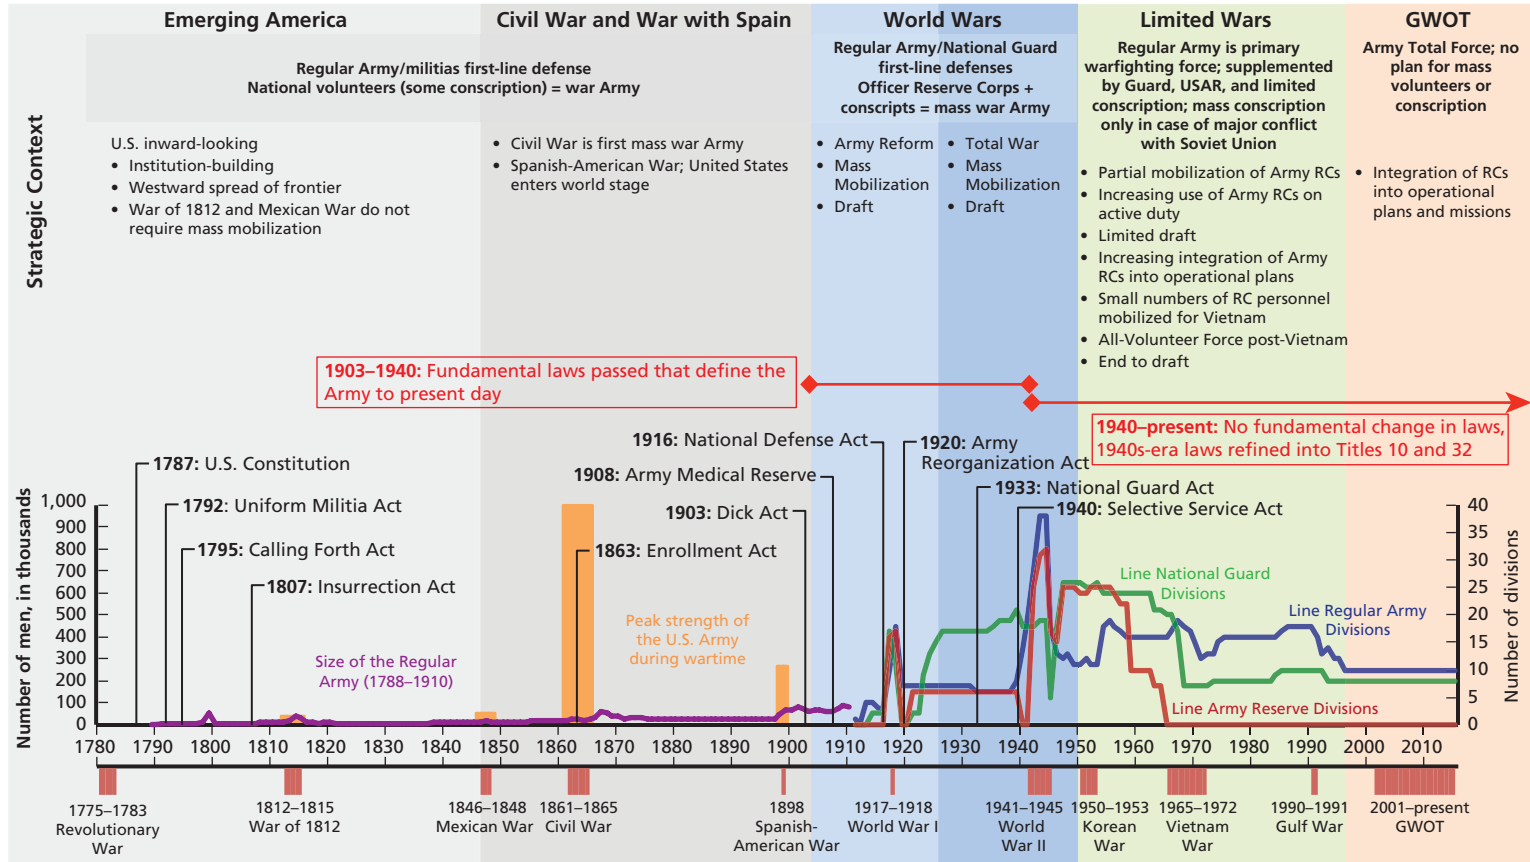 Emerging America
Civil War and War with Spain
World Wars
Limited Wars
GWOT
Strategic Context
Regular Army/militias first-line defense
National volunteers (some conscription) = war Army
Regular Army/National Guard
first-line defenses
Officer Reserve Corps +
conscripts = mass war Army
Regular Army is primary
warfighting force; supplemented
by Guard, USAR, and limited
conscription; mass conscription
only in case of major conflict
with Soviet Union
Army Total Force; no
plan for mass
volunteers or
conscription
U.S. inward-looking
• Institution-building
• Westward spread of frontier
• War of 1812 and Mexican War do not
require mass mobilization
• Civil War is first mass war Army
• Spanish-American War; United States
enters world stage
• Army Reform
• Mass
Mobilization
• Draft
• Total War
• Mass
Mobilization
• Draft
• Partial mobilization of Army RCs
• Increasing use of Army RCs on
active duty
• Limited draft
• Increasing integration of Army
RCs into operational plans
• Small numbers of RC personnel
mobilized for Vietnam
• All-Volunteer Force post-Vietnam
• End to draft
• Integration of RCs
into operational
plans and missions
1903–1940: Fundamental laws passed that define the
Army to present day
1940–present: No fundamental change in laws,
1940s-era laws refined into Titles 10 and 32
1787: U.S. Constitution
1792: Uniform Militia Act
1795: Calling Forth Act
1807: Insurrection Act
1863: Enrollment Act
1903: Dick Act
1908: Army Medical Reserve
1916: National Defense Act
1920: Army
Reorganization Act
1933: National Guard Act
1940: Selective Service Act
Number of men, in thousands
1,000
900
800
700
600
500
400
300
200
100
0
Size of the Regular
Army (1788–1910)
Peak strength of
the U.S. Army
during wartime
Line National Guard
Divisions
Line Regular Army
Divisions
Line Army Reserve Divisions
40
35
30
25
20
15
10
5
0
Number of divisions
1780 1790 1800 1810 1820 1830 1840 1850 1860 1870 1880 1890 1900 1910 1920 1930 1940 1950 1960 1970 1980 1990 2000 2010
1775–1783
Revolutionary
War
1812–1815
War of 1812
1846–1848
Mexican War
1861–1865
Civil War
1898
Spanish-
American War
1917–1918
World War I
1941–1945
World
War II
1950–1953
Korean
War
1965–1972
Vietnam
War
1990–1991
Gulf War
2001–present
GWOT